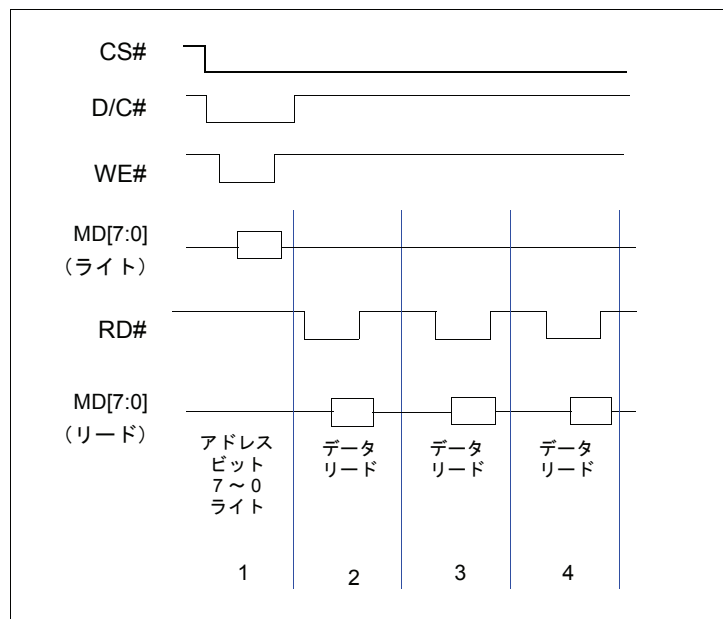 CS#
D/C#
WE#
MD[7:0]
（ライト）
RD#
MD[7:0]
（リード）
アドレス
ビット
7～0
ライト
データ
リード
データ
リード
データ
リード
1
2
3
4